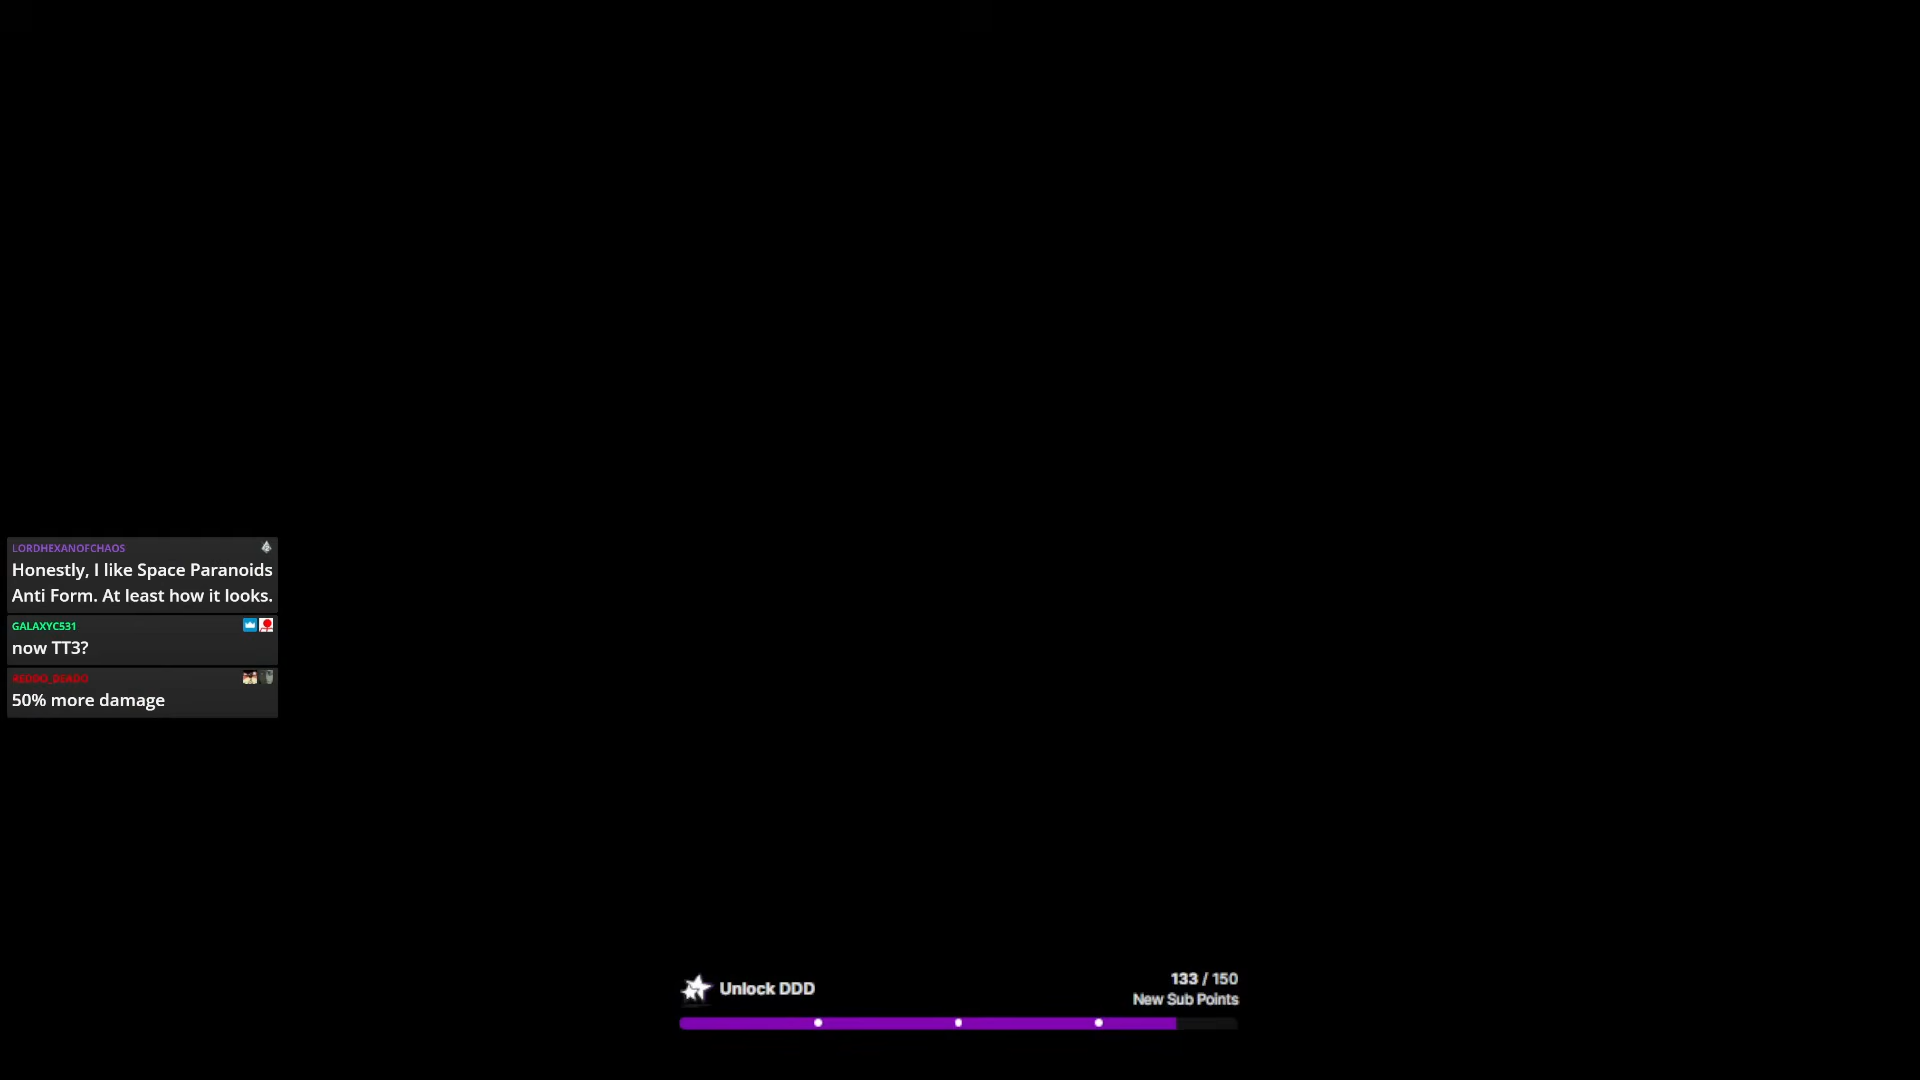 LORDHEXANOFCHAOS
Honestly, I like Space Paranoids
Anti Form. At least how it looks.
GALAXYC531
now TT3?
REDDO_DEADO
50% more damage
Unlock DDD
133 / 150
New Sub Points